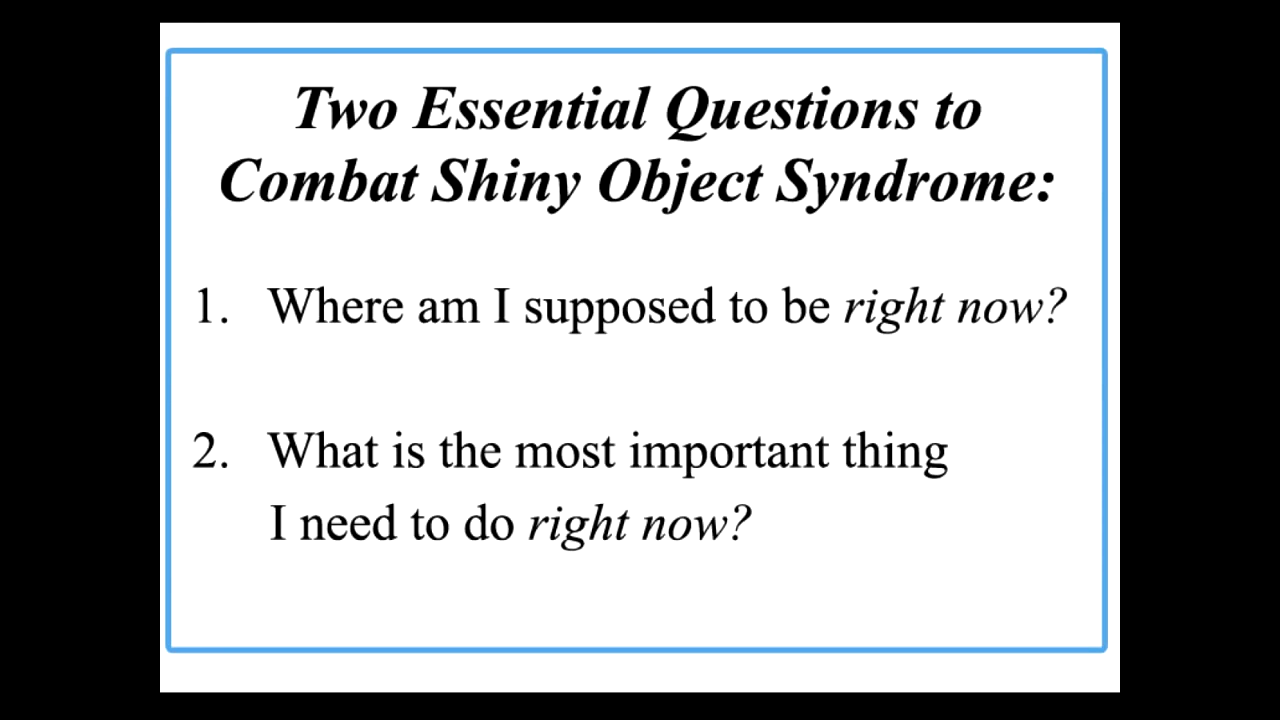 Two Essential Questions to
Combat Shiny Object Syndrome:
1. Where am I supposed to be right now?
2. What is the most important thing
I need to do right now?